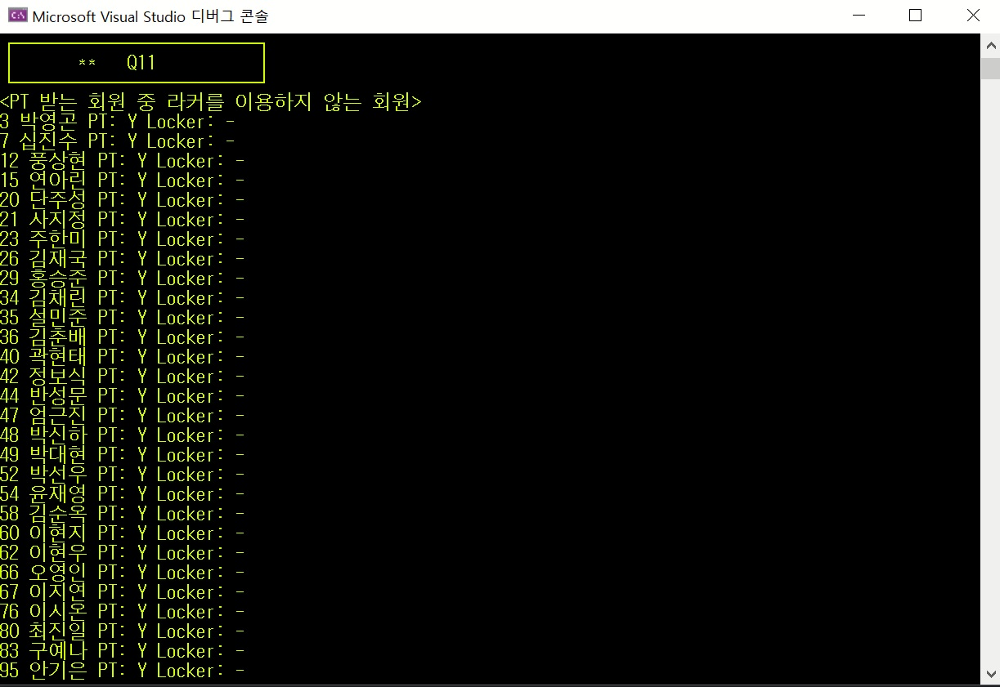 Microsoft Visual Studio 디버그 콘솔
** Q11
<PT 받는 회원 중 라커를 이용하지 않는 회원>
3 박영곤 PT: Y Locker: -
7 십진수 PT: Y Locker: -
12 풍상현 PT: Y Locker: -
15 연아린 PT: Y Locker: -
20 단주성 PT: Y Locker: -
21 사지정 PT: Y Locker: -
23 주한미 PT: Y Locker: -
26 김재국 PT: Y Locker: -
29 홍승준 PT: Y Locker: -
34 김채린 PT: Y Locker: -
35 설민준 PT: Y Locker: -
36 김춘배 PT: Y Locker: -
40 곽현태 PT: Y Locker: -
42 정보식 PT: Y Locker: -
44 반성문 PT: Y Locker: -
47 엄근진 PT: Y Locker: -
48 박신하 PT: Y Locker: -
49 박대현 PT: Y Locker: -
52 박선우 PT: Y Locker: -
54 윤재영 PT: Y Locker: -
58 김순옥 PT: Y Locker: -
60 이현지 PT: Y Locker: -
62 이현우 PT: Y Locker: -
66 오영인 PT: Y Locker: -
67 이지연 PT: Y Locker: -
76 이시온 PT: Y Locker: -
80 최진일 PT: Y Locker: -
83 구예나 PT: Y Locker: -
95 안기은 PT: Y Locker: -